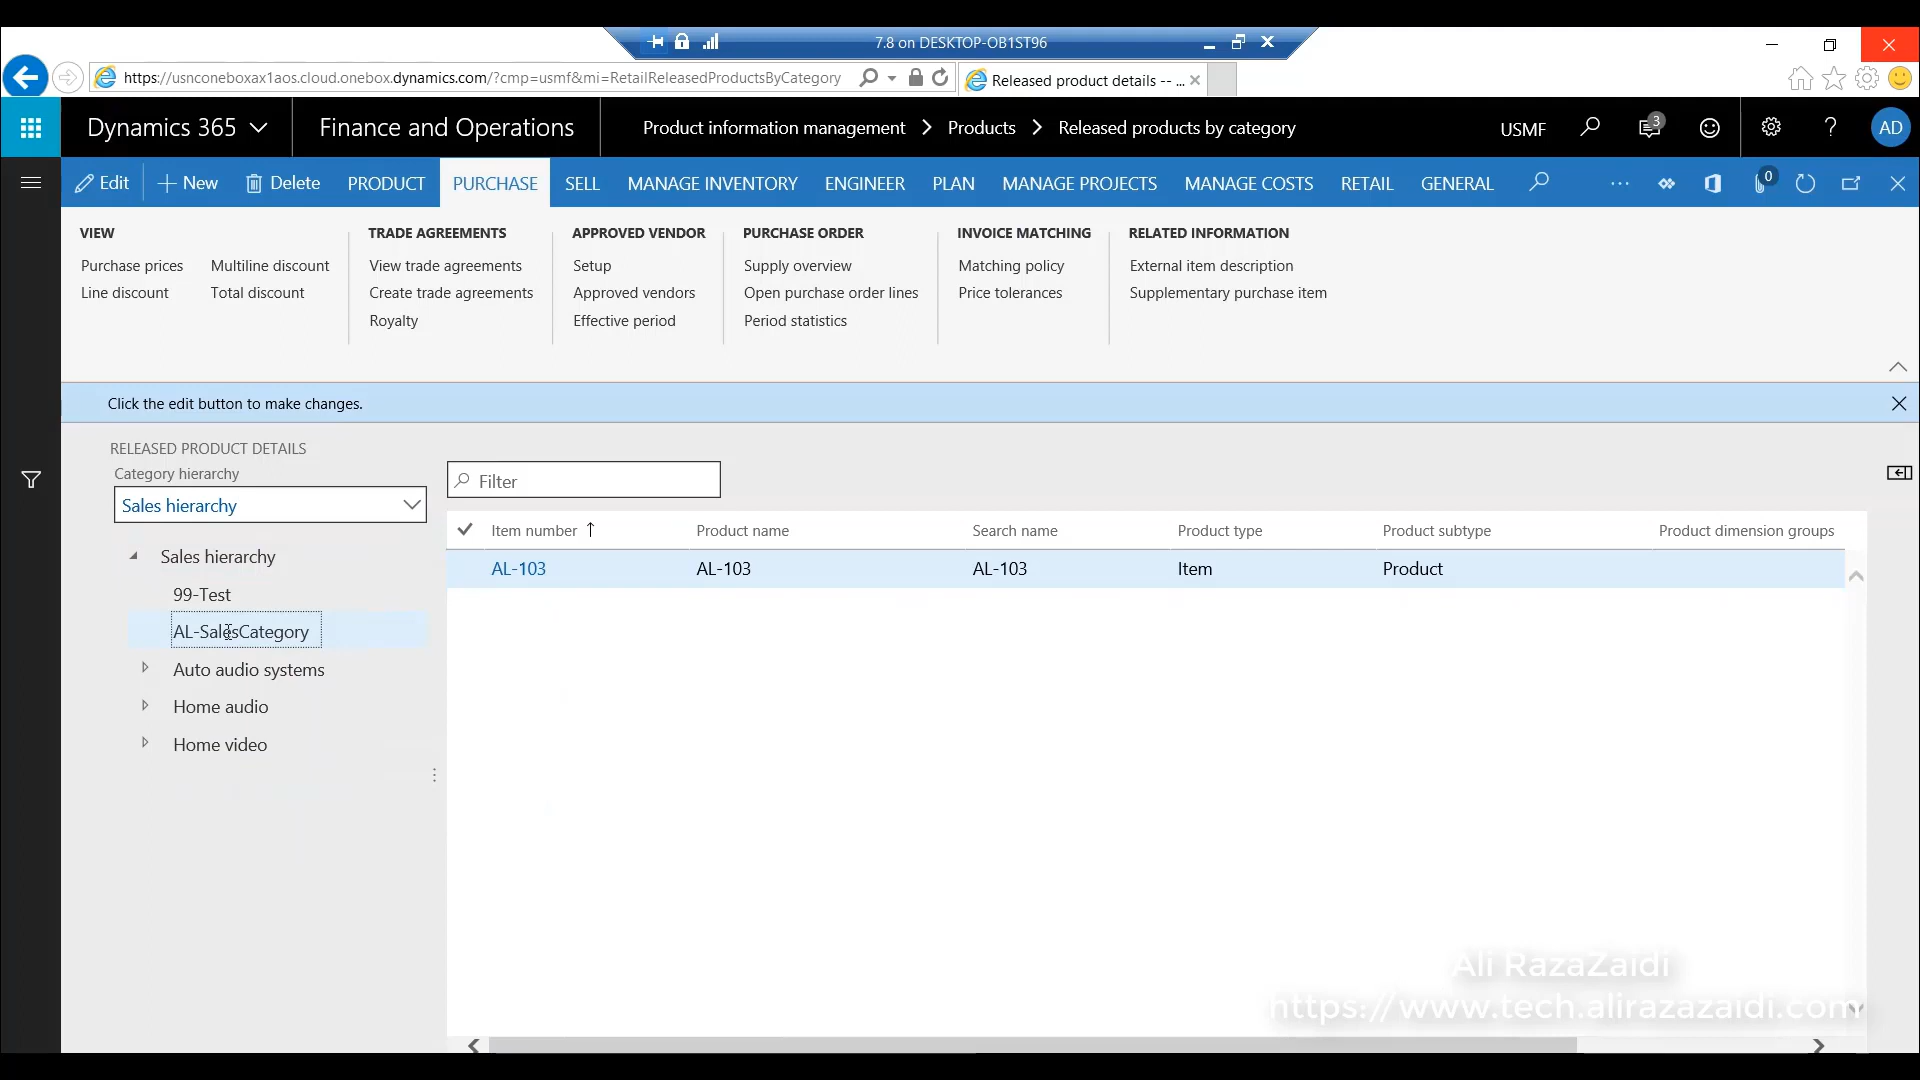 7.8 on DESKTOP-OB1ST96
https://usnconeboxax1aos.cloud.onebox.dynamics.com/?cmp=usmf&mi=RetailReleasedProductsByCategory
Released product details -- ...
Dynamics 365
Finance and Operations
Product information management > Products > Released products by category
USMF
3
?
AD
Edit
New
Delete
PRODUCT
PURCHASE
SELL
MANAGE INVENTORY
ENGINEER
PLAN
MANAGE PROJECTS
MANAGE COSTS
RETAIL
GENERAL
...
0
VIEW
Purchase prices
Multiline discount
Line discount
Total discount
TRADE AGREEMENTS
View trade agreements
Create trade agreements
Royalty
APPROVED VENDOR
Setup
Approved vendors
Effective period
PURCHASE ORDER
Supply overview
Open purchase order lines
Period statistics
INVOICE MATCHING
Matching policy
Price tolerances
RELATED INFORMATION
External item description
Supplementary purchase item
Click the edit button to make changes.
RELEASED PRODUCT DETAILS
Category hierarchy
Sales hierarchy
Sales hierarchy
99-Test
AL-SalesCategory
Auto audio systems
Home audio
Home video
Filter
Item number
Product name
Search name
Product type
Product subtype
Product dimension groups
AL-103
AL-103
AL-103
Item
Product
Ali RazaZaidi
https://www.tech.alirazazaidi.com